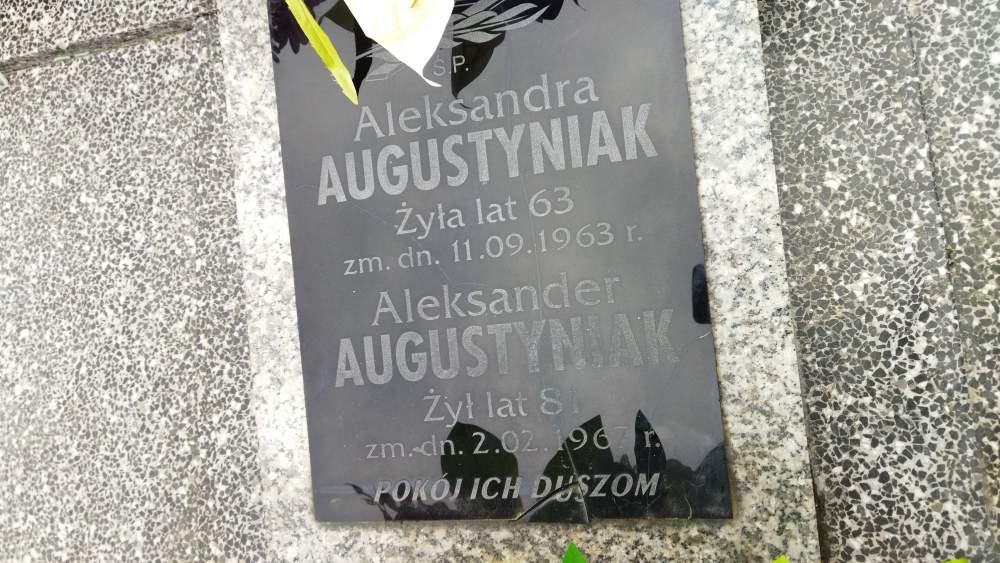 Ś.P.
Aleksandra
AUGUSTYNIAK
Żyła lat 63
zm. dn. 11.09.1963 r.
Aleksander
AUGUSTYNIAK
Żył lat 81
zm. dn. 2.02.1967 r.
POKÓJ ICH DUSZOM